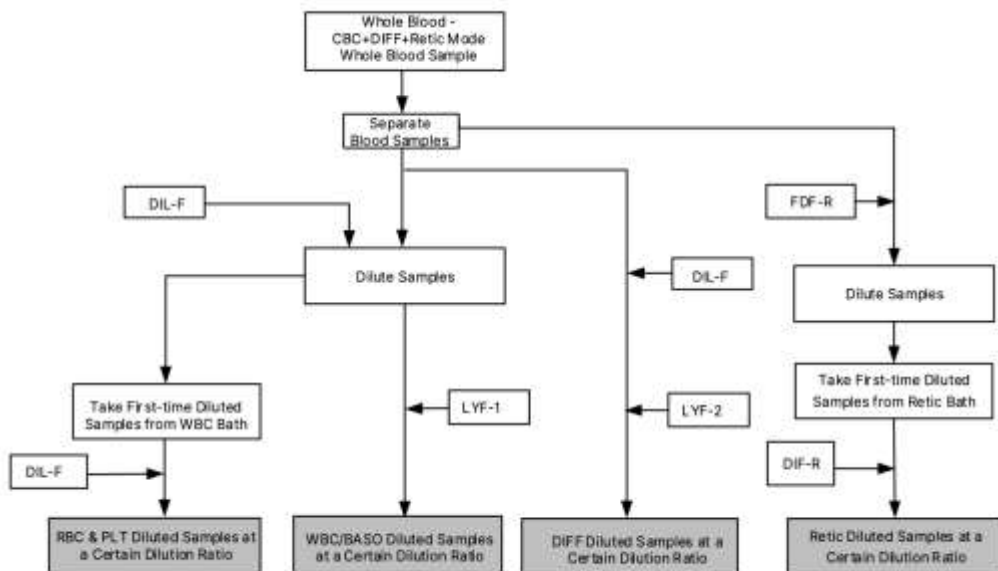 Whole Blood -
CBC+DIFF+Retic Mode
Whole Blood Sample
Separate
Blood Samples
DIL-F
FDF-R
Dilute Samples
DIL-F
Dilute Samples
Take First-time Diluted
Samples from WBC Bath
LYF-1
LYF-2
Take First-time Diluted
Samples from Retic Bath
DIL-F
DIF-R
RBC & PLT Diluted Samples at
a Certain Dilution Ratio
WBC/BASO Diluted Samples
at a Certain Dilution Ratio
DIFF Diluted Samples at a
Certain Dilution Ratio
Retic Diluted Samples at a
Certain Dilution Ratio